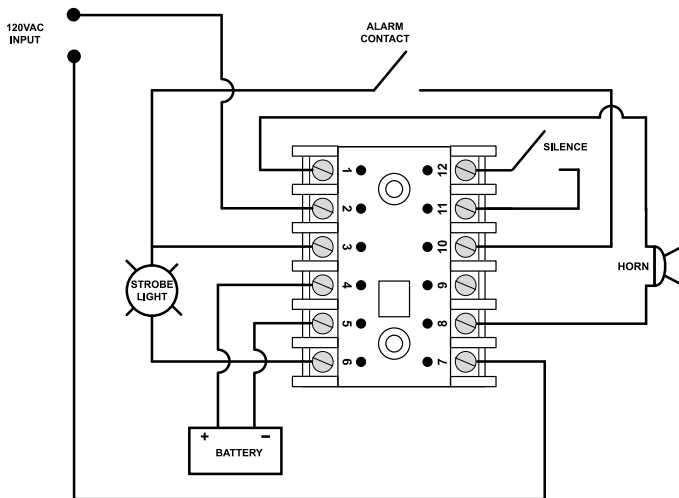 120VAC
INPUT
ALARM
CONTACT
SILENCE
1
2
3
4
5
6
12
11
10
9
8
7
STROBE
LIGHT
HORN
+ −
BATTERY